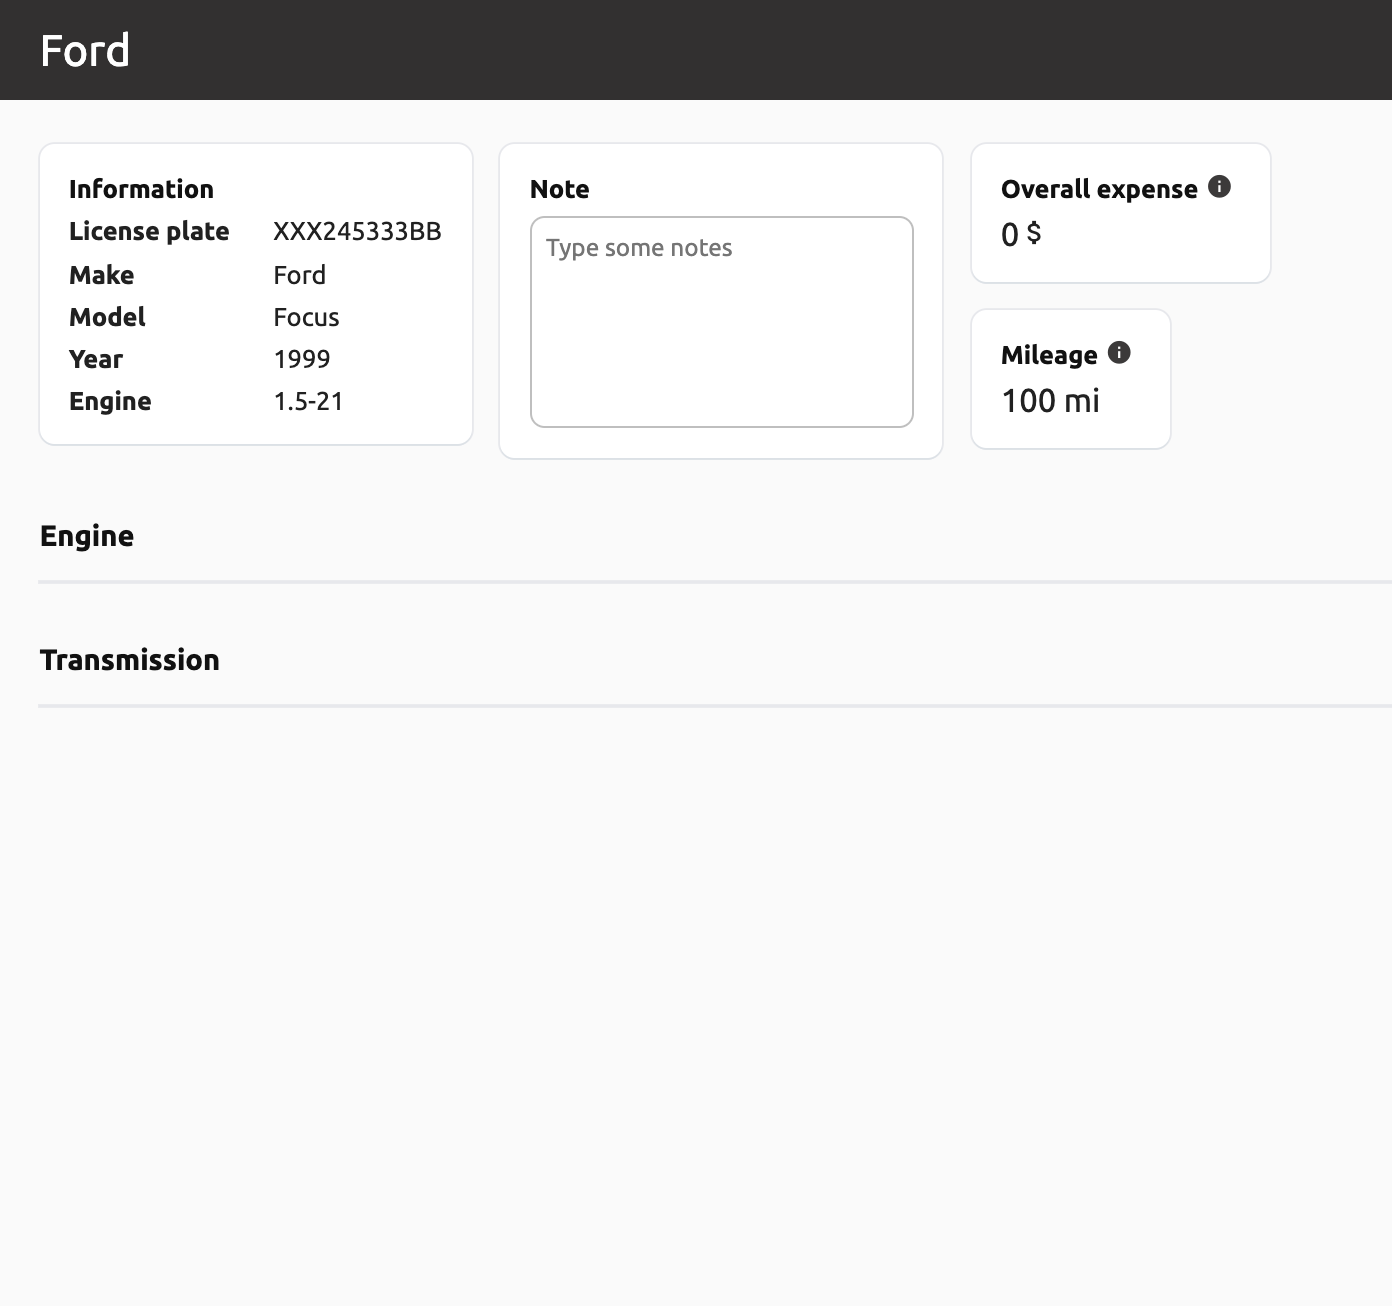 Ford
Information
License plate XXX245333BB
Make Ford
Model Focus
Year 1999
Engine 1.5-21
Note
Type some notes
Overall expense
0 $
Mileage
100 mi
Engine
Transmission